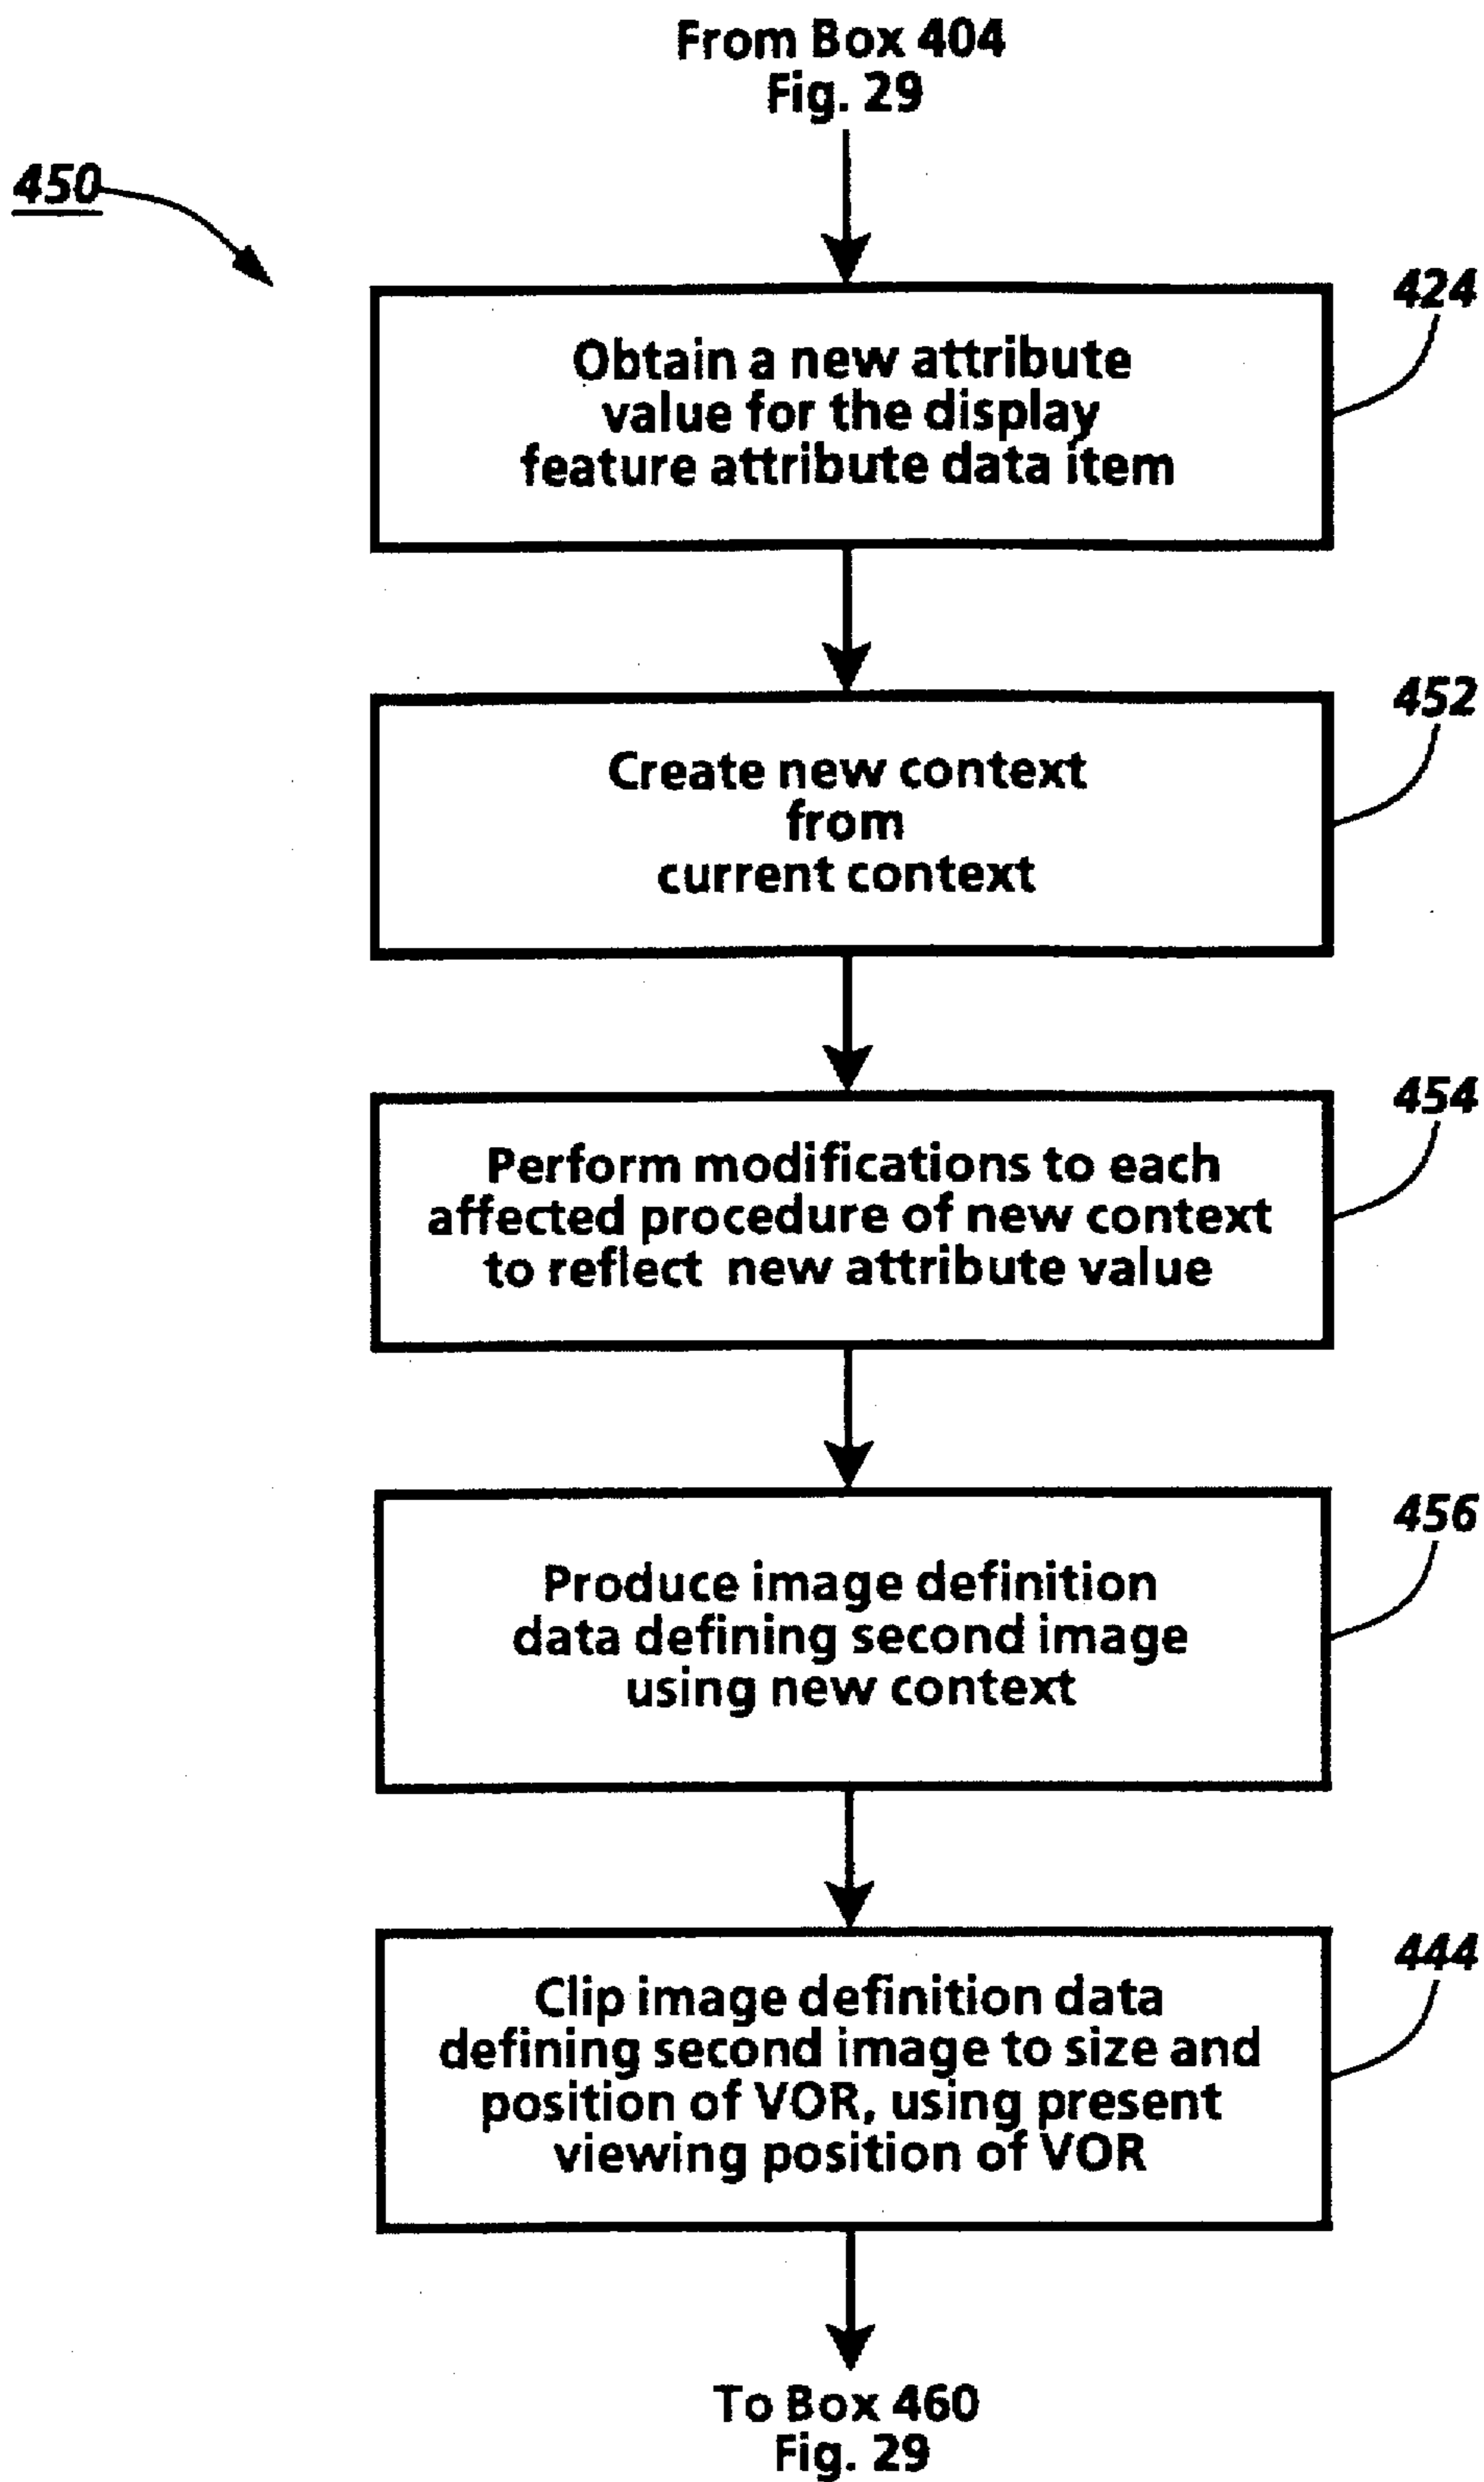 From Box 404
Fig. 29
450
424
Obtain a new attribute
value for the display
feature attribute data item
452
Create new context
from
current context
454
Perform modifications to each
affected procedure of new context
to reflect new attribute value
456
Produce image definition
data defining second image
using new context
444
Clip image definition data
defining second image to size and
position of VOR, using present
viewing position of VOR
To Box 460
Fig. 29